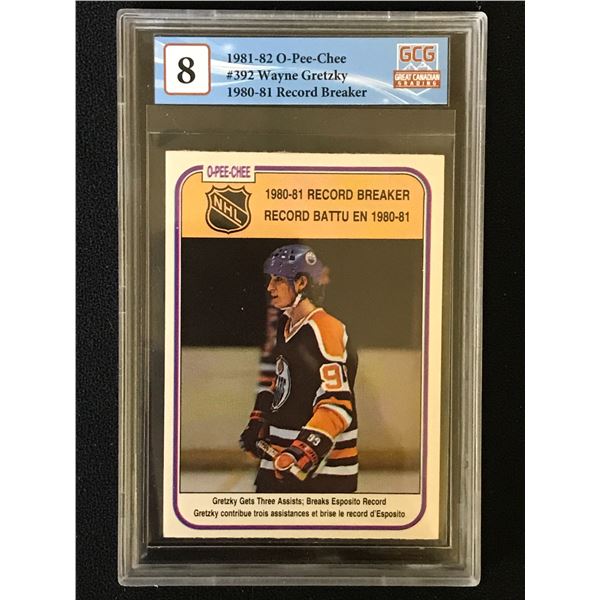 8
1981-82 O-Pee-Chee
#392 Wayne Gretzky
1980-81 Record Breaker
GCG
GREAT CANADIAN
GRADING
O-PEE-CHEE
NHL
1980-81 RECORD BREAKER
RECORD BATTU EN 1980-81
9
99
Gretzky Gets Three Assists; Breaks Esposito Record
Gretzky contribue trois assistances et brise le record d'Esposito